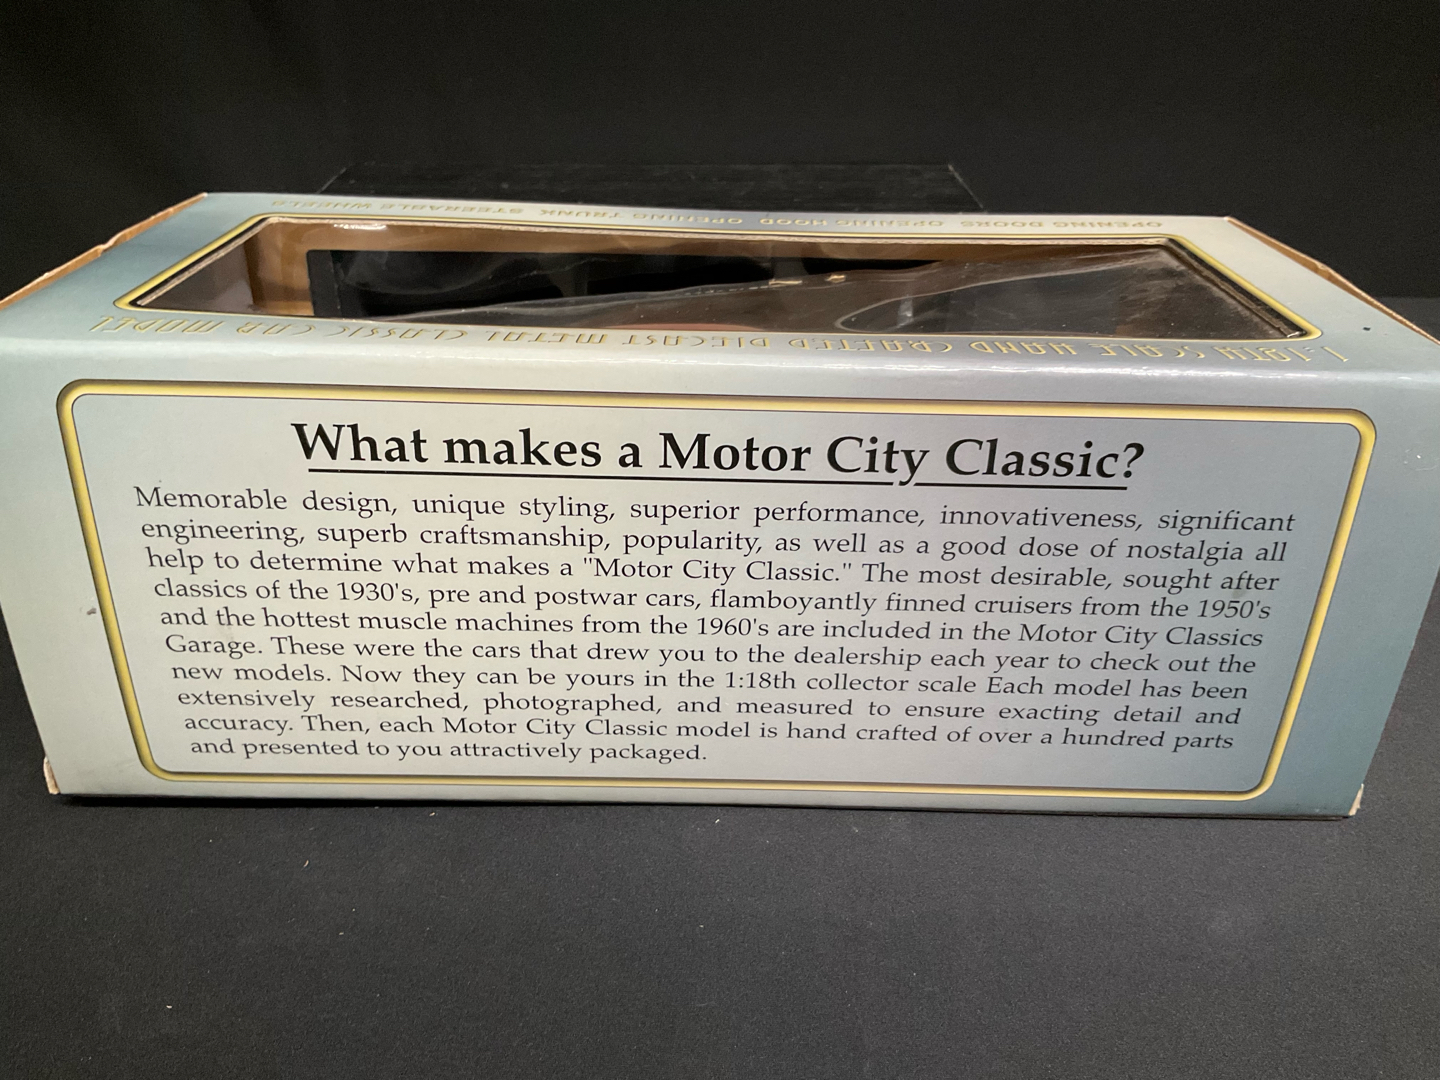 OPENING DOORS OPENING HOOD OPENING TRUNK STEERABLE WHEELS
1:18TH SCALE HAND CRAFTED DIECAST METAL CLASSIC CAR MODEL
What makes a Motor City Classic?
Memorable design, unique styling, superior performance, innovativeness, significant
engineering, superb craftsmanship, popularity, as well as a good dose of nostalgia all
help to determine what makes a "Motor City Classic." The most desirable, sought after
classics of the 1930's, pre and postwar cars, flamboyantly finned cruisers from the 1950's
and the hottest muscle machines from the 1960's are included in the Motor City Classics
Garage. These were the cars that drew you to the dealership each year to check out the
new models. Now they can be yours in the 1:18th collector scale Each model has been
extensively researched, photographed, and measured to ensure exacting detail and
accuracy. Then, each Motor City Classic model is hand crafted of over a hundred parts
and presented to you attractively packaged.